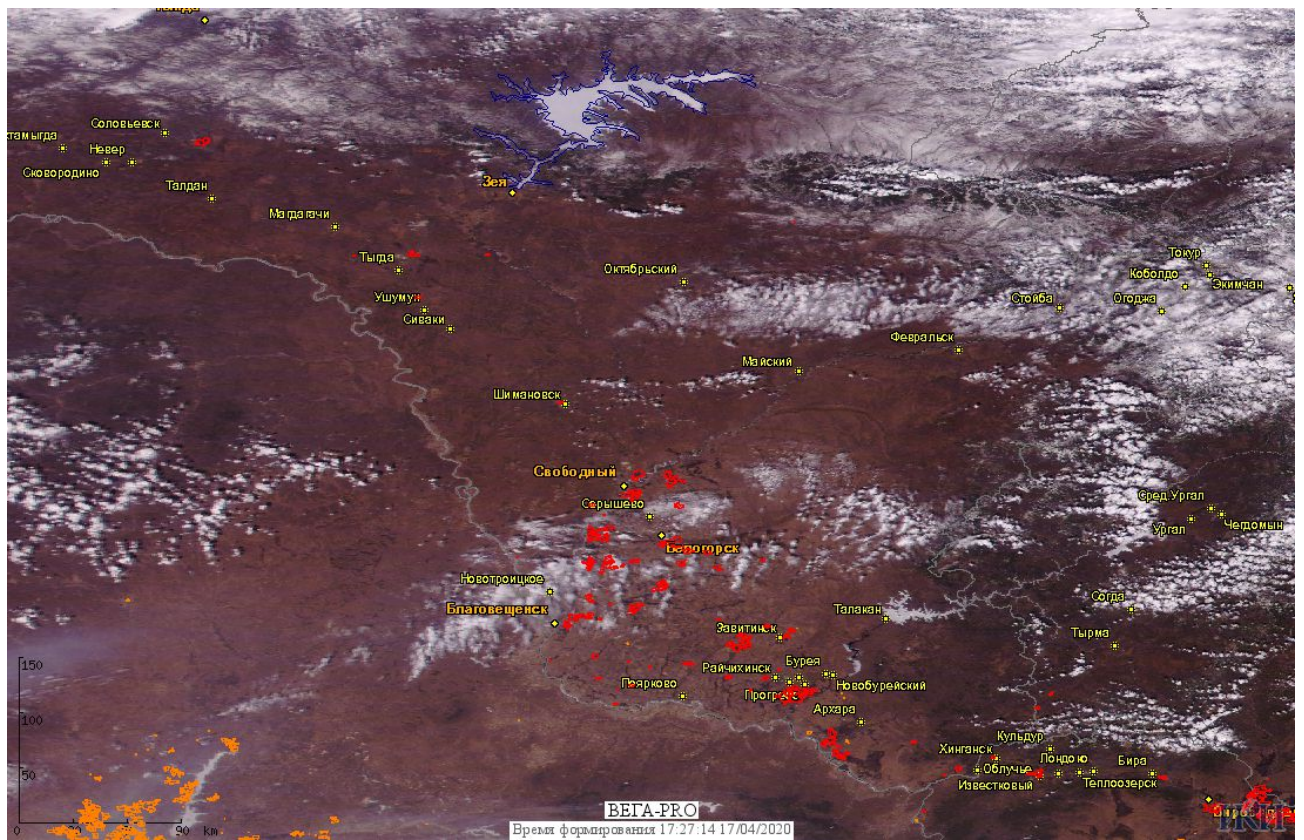 Соловьевск
Невер
Сковородино
Талдан
Зея
Магдагачи
Тыгда
Октябрьский
Токур
Коболдо
Экимчан
Стойба
Огоджа
Ушумун
Сиваки
Февральск
Майский
Шимановск
Свободный
Сред.Ургал
Серышево
Ургал
Чегдомын
Белогорск
Новотроицкое
Согда
Благовещенск
Талакан
Завитинск
Тырма
150
Райчихинск
Бурея
Поярково
Новобурейский
Прогресс
100
Архара
Кульдур
Хинганск
Лондоко
Бира
50
Облучье
Известковый
Теплоозерск
ВЕГА-PRO
0
90 km
Время формирования 17:27:14 17/04/2020